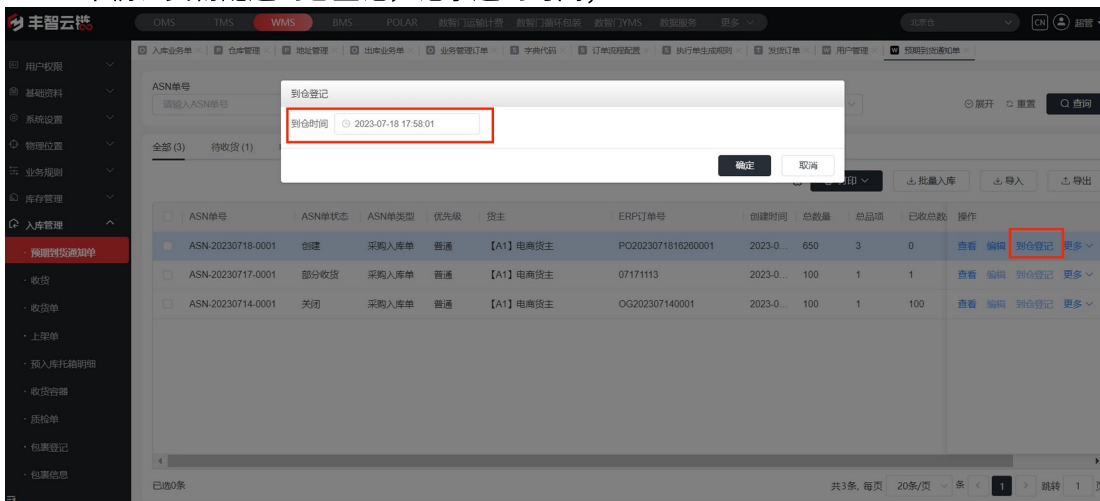 丰智云链 OMS TMS WMS BMS POLAR 数智门运输计费 数智门循环包装 数智门YMS 数据服务 更多 北京仓 CN 超管
入库业务单 仓库管理 地址管理 出库业务单 业务管理订单 字典代码 订单流程配置 执行单生成规则 发货订单 用户管理 预期到货通知单
用户权限
基础资料
系统设置
物理位置
业务规则
库存管理
入库管理
预期到货通知单
收货
收货单
上架单
预入库托箱明细
收货容器
质检单
包裹登记
包裹信息
ASN单号
请输入ASN单号
展开 重置 查询
到仓登记
到仓时间 2023-07-18 17:58:01
确定 取消
全部 (3) 待收货 (1)
批量入库 导入 导出
ASN单号 ASN单状态 ASN单类型 优先级 货主 ERP订单号 创建时间 总数量 总品项 已收总数 操作
ASN-20230718-0001 创建 采购入库单 普通 【A1】电商货主 PO2023071816260001 2023-0... 650 3 0 查看 编辑 到仓登记 更多
ASN-20230717-0001 部分收货 采购入库单 普通 【A1】电商货主 07171113 2023-0... 100 1 1 查看 编辑 到仓登记 更多
ASN-20230714-0001 关闭 采购入库单 普通 【A1】电商货主 OG202307140001 2023-0... 100 1 100 查看 编辑 到仓登记 更多
已选0条 共3条, 每页 20条/页 条 1 跳转 1